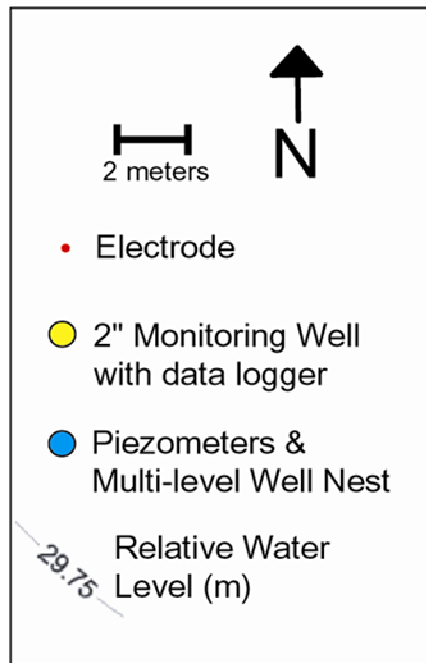 N
2 meters
Electrode
2" Monitoring Well
with data logger
Piezometers &
Multi-level Well Nest
29.75
Relative Water
Level (m)